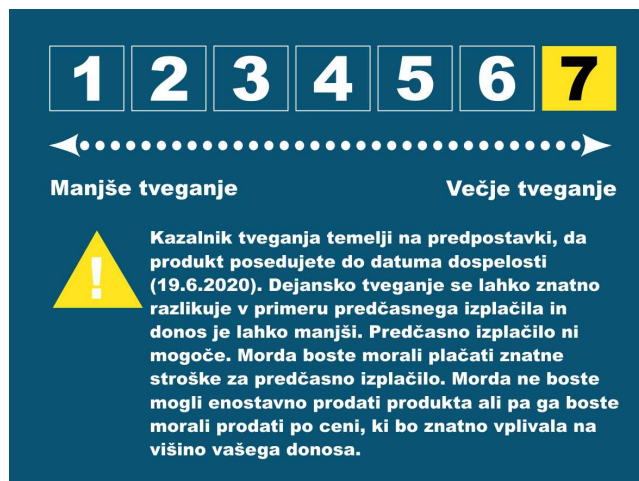 1 2 3 4 5 6 7
Manjše tveganje Večje tveganje
Kazalnik tveganja temelji na predpostavki, da
produkt posedujete do datuma dospelosti
(19.6.2020). Dejansko tveganje se lahko znatno
razlikuje v primeru predčasnega izplačila in
donos je lahko manjši. Predčasno izplačilo ni
mogoče. Morda boste morali plačati znatne
stroške za predčasno izplačilo. Morda ne boste
mogli enostavno prodati produkta ali pa ga boste
morali prodati po ceni, ki bo znatno vplivala na
višino vašega donosa.